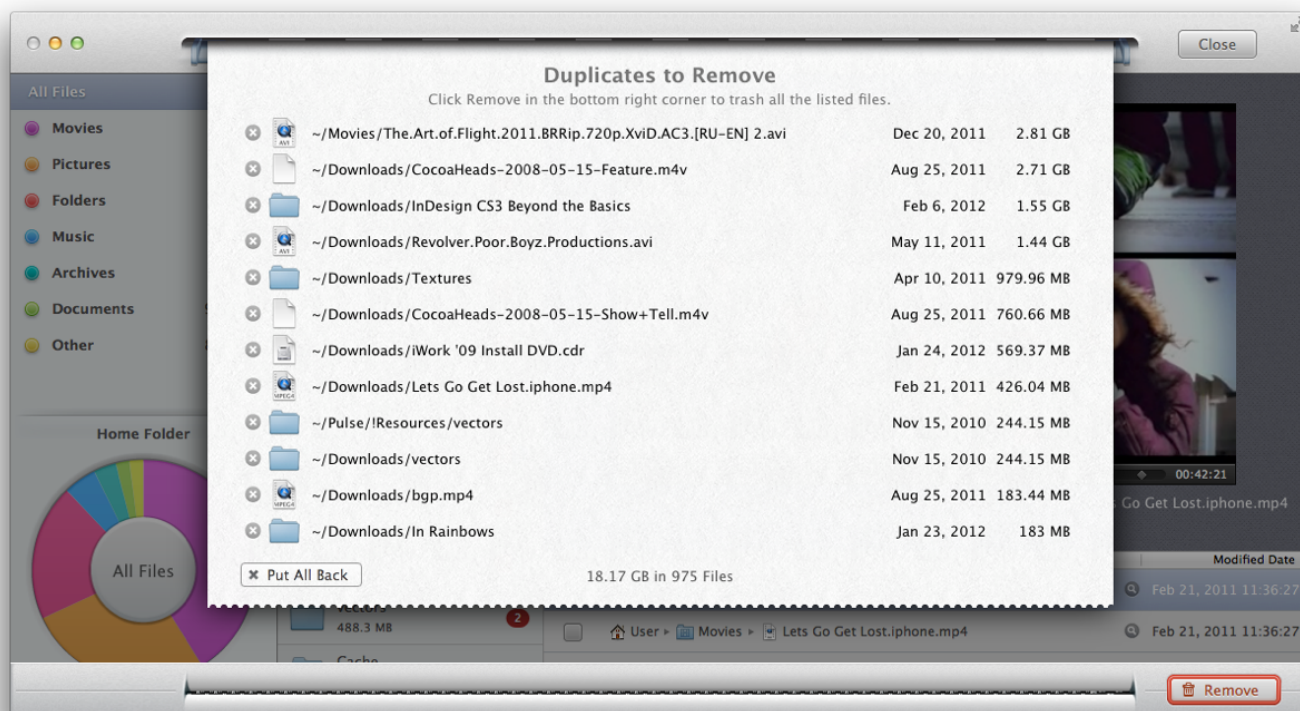 Close
All Files
Movies
Pictures
Folders
Music
Archives
Documents
Other
Home Folder
All Files
Duplicates to Remove
Click Remove in the bottom right corner to trash all the listed files.
~/Movies/The.Art.of.Flight.2011.BRRip.720p.XviD.AC3.[RU-EN] 2.avi Dec 20, 2011 2.81 GB
~/Downloads/CocoaHeads-2008-05-15-Feature.m4v Aug 25, 2011 2.71 GB
~/Downloads/InDesign CS3 Beyond the Basics Feb 6, 2012 1.55 GB
~/Downloads/Revolver.Poor.Boyz.Productions.avi May 11, 2011 1.44 GB
~/Downloads/Textures Apr 10, 2011 979.96 MB
~/Downloads/CocoaHeads-2008-05-15-Show+Tell.m4v Aug 25, 2011 760.66 MB
~/Downloads/iWork '09 Install DVD.cdr Jan 24, 2012 569.37 MB
~/Downloads/Lets Go Get Lost.iphone.mp4 Feb 21, 2011 426.04 MB
~/Pulse/!Resources/vectors Nov 15, 2010 244.15 MB
~/Downloads/vectors Nov 15, 2010 244.15 MB
~/Downloads/bgp.mp4 Aug 25, 2011 183.44 MB
~/Downloads/In Rainbows Jan 23, 2012 183 MB
Put All Back
18.17 GB in 975 Files
00:42:21
Go Get Lost.iphone.mp4
Modified Date
Feb 21, 2011 11:36:27
vectors
488.3 MB
2
User ▸ Movies ▸ Lets Go Get Lost.iphone.mp4 Feb 21, 2011 11:36:27
Cache
Remove